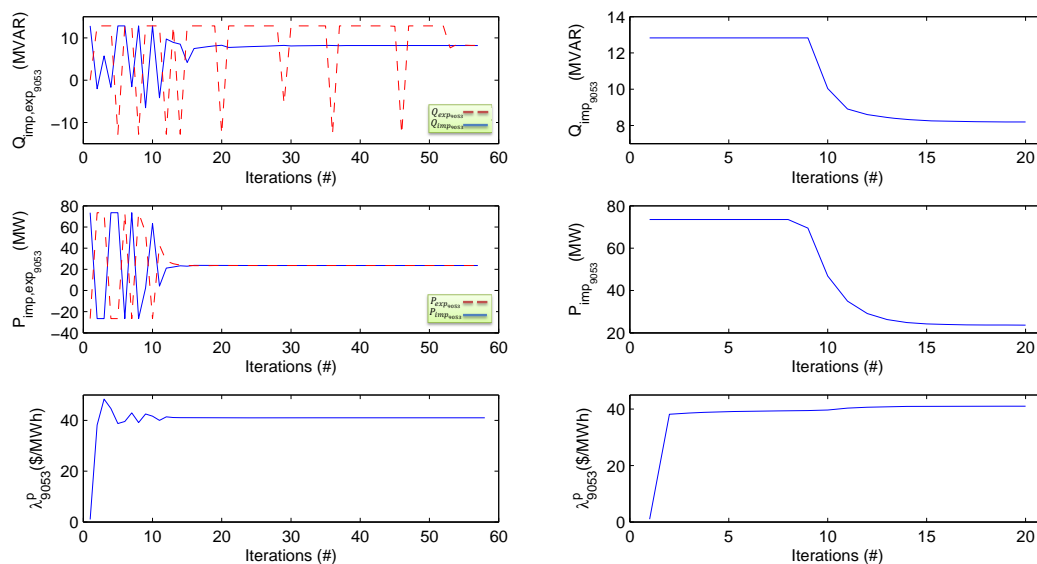 Q_imp,exp_9053 (MVAR)
10
0
−10
0 10 20 30 40 50 60
Iterations (#)
Q_exp_9053
Q_imp_9053
Q_imp_9053 (MVAR)
14
12
10
8
0 5 10 15 20
Iterations (#)
P_imp,exp_9053 (MW)
80
60
40
20
0
−20
−40
0 10 20 30 40 50 60
Iterations (#)
P_exp_9053
P_imp_9053
P_imp_9053 (MW)
80
60
40
20
0 5 10 15 20
Iterations (#)
λ^p_9053 ($/MWh)
40
20
0
0 10 20 30 40 50 60
Iterations (#)
λ^p_9053 ($/MWh)
40
20
0
0 5 10 15 20
Iterations (#)